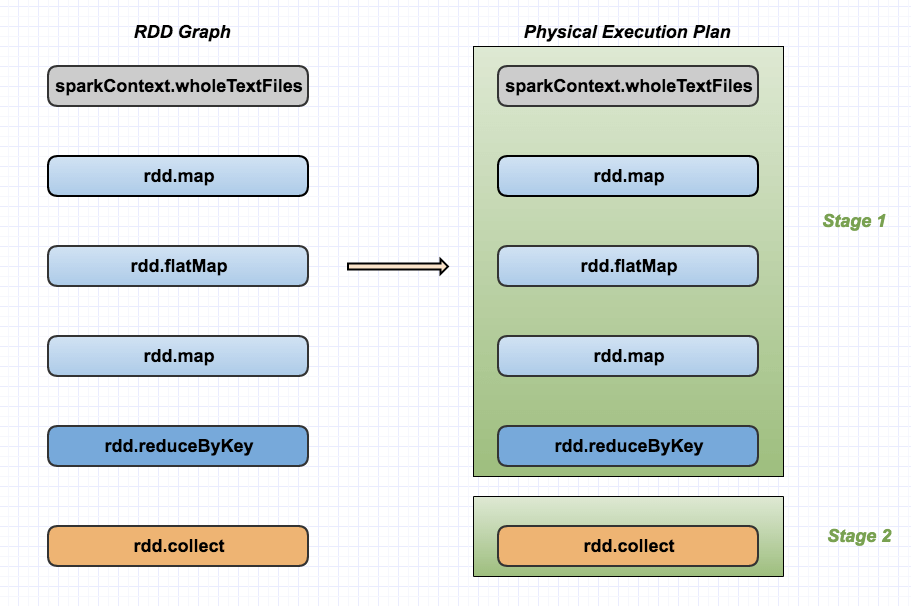 RDD Graph
sparkContext.wholeTextFiles
rdd.map
rdd.flatMap
rdd.map
rdd.reduceByKey
rdd.collect
Physical Execution Plan
sparkContext.wholeTextFiles
rdd.map
rdd.flatMap
rdd.map
rdd.reduceByKey
Stage 1
rdd.collect
Stage 2